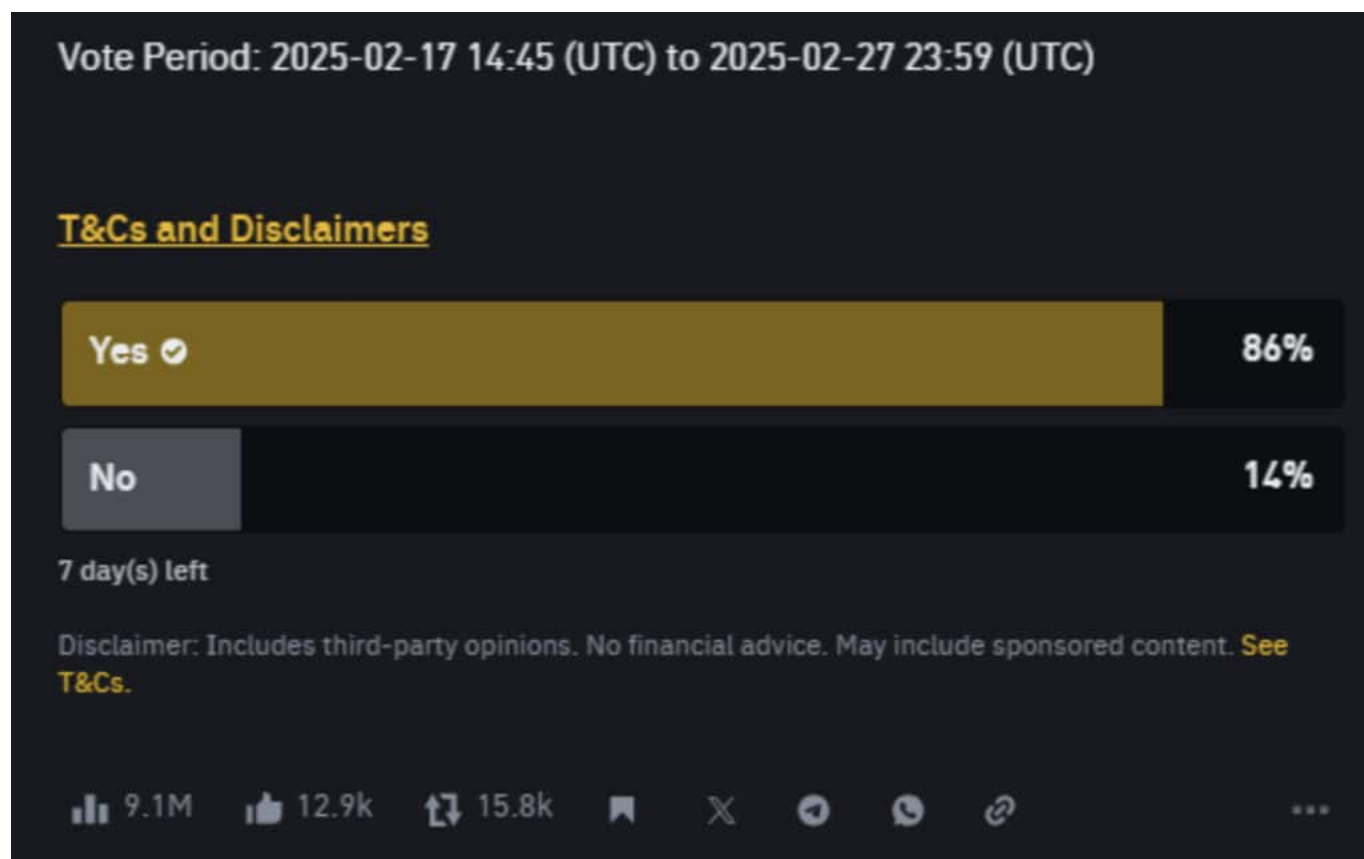 Vote Period: 2025-02-17 14:45 (UTC) to 2025-02-27 23:59 (UTC)
T&Cs and Disclaimers
Yes 86%
No 14%
7 day(s) left
Disclaimer: Includes third-party opinions. No financial advice. May include sponsored content. See
T&Cs.
9.1M 12.9k 15.8k